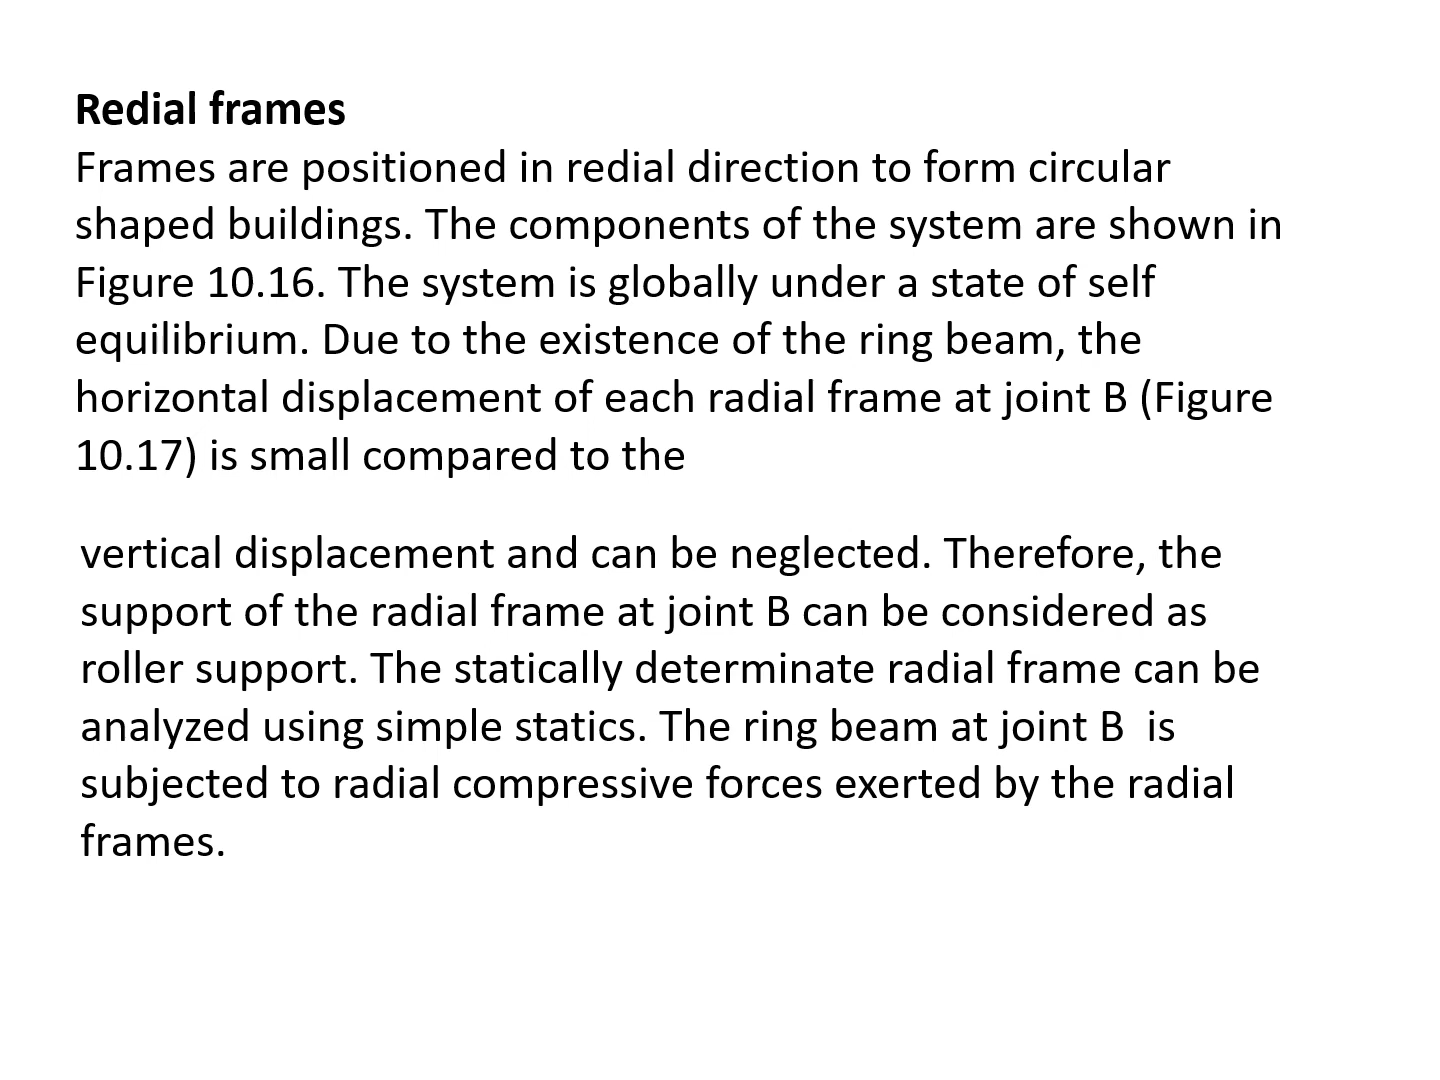 Redial frames
Frames are positioned in redial direction to form circular
shaped buildings. The components of the system are shown in
Figure 10.16. The system is globally under a state of self
equilibrium. Due to the existence of the ring beam, the
horizontal displacement of each radial frame at joint B (Figure
10.17) is small compared to the
vertical displacement and can be neglected. Therefore, the
support of the radial frame at joint B can be considered as
roller support. The statically determinate radial frame can be
analyzed using simple statics. The ring beam at joint B  is
subjected to radial compressive forces exerted by the radial
frames.